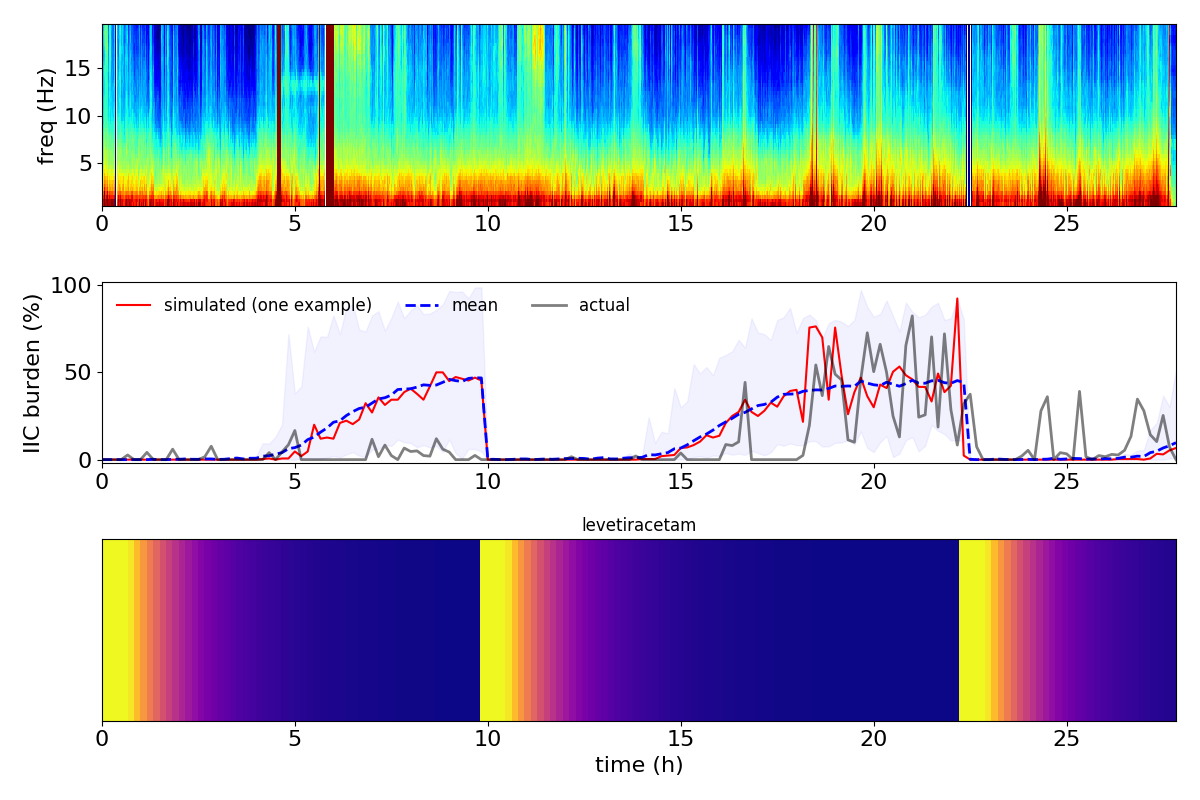 freq (Hz)
15
10
5
0 5 10 15 20 25
IIC burden (%)
100
50
0
simulated (one example) mean actual
0 5 10 15 20 25
levetiracetam
0 5 10 15 20 25
time (h)